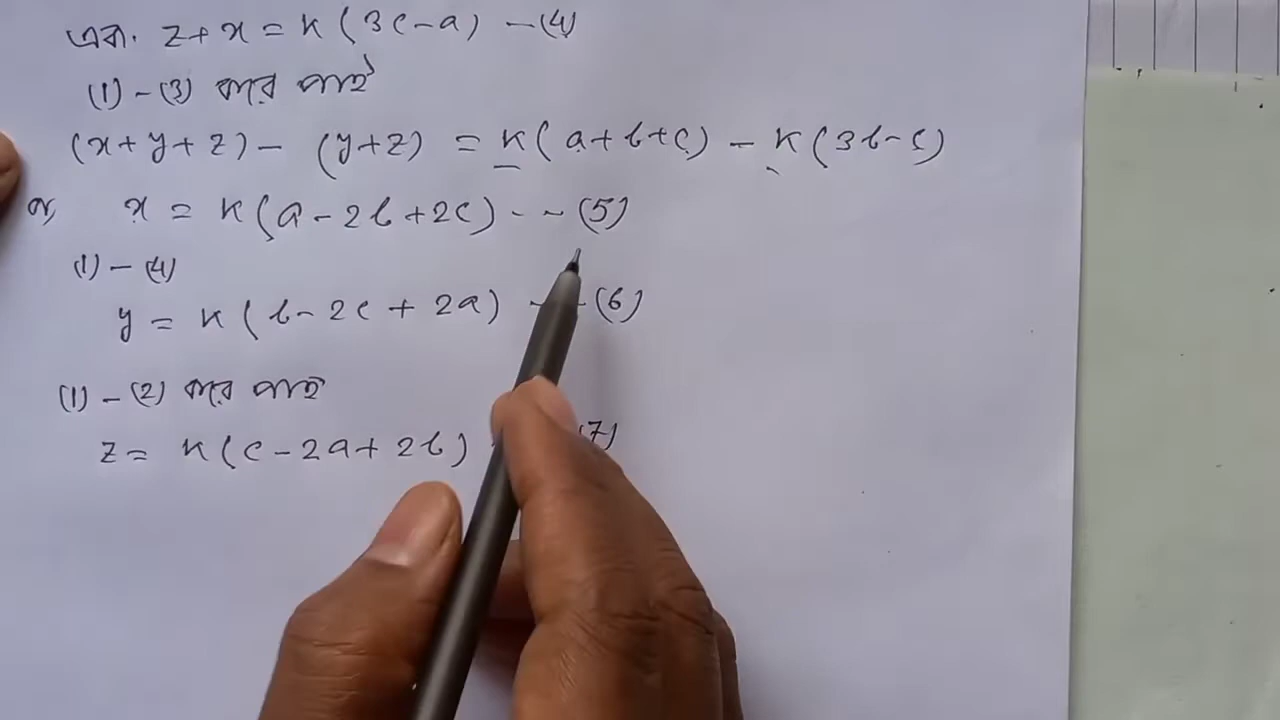 এবং z + x = k (3c - a) — (4)
(1) - (3) করে পাই
(x + y + z) - (y + z) = k (a + b + c) - k (3b - c)
বা, x = k (a - 2b + 2c) - - (5)
(1) - (4)
y = k (b - 2c + 2a) - - (6)
(1) - (2) করে পাই
z = k (c - 2a + 2b) (7)